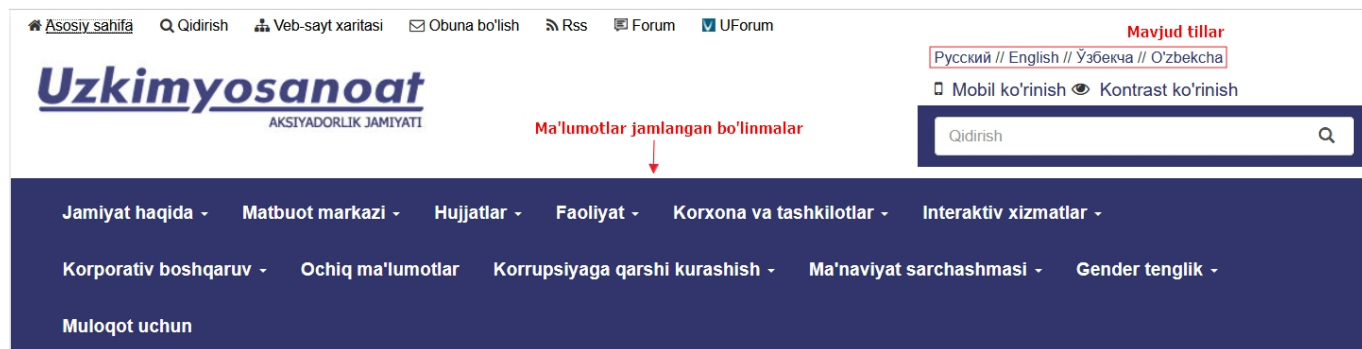 Asosiy sahifa Qidirish Veb-sayt xaritasi Obuna bo'lish Rss Forum UForum
Mavjud tillar
Русский // English // Ўзбекча // O'zbekcha
Uzkimyosanoat
AKSIYADORLIK JAMIYATI
Mobil ko'rinish Kontrast ko'rinish
Ma'lumotlar jamlangan bo'linmalar
Qidirish
Jamiyat haqida Matbuot markazi Hujjatlar Faoliyat Korxona va tashkilotlar Interaktiv xizmatlar
Korporativ boshqaruv Ochiq ma'lumotlar Korrupsiyaga qarshi kurashish Ma'naviyat sarchashmasi Gender tenglik
Muloqot uchun